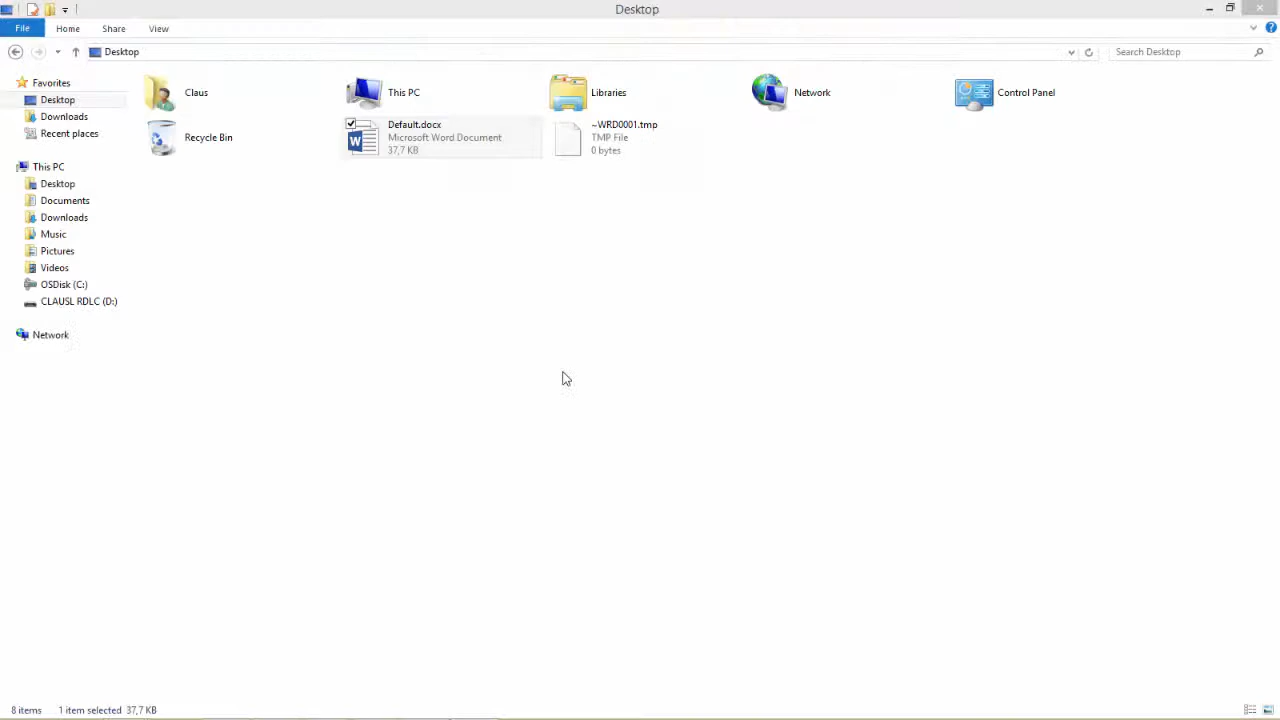 Desktop
File Home Share View
Desktop
Search Desktop
Favorites
Desktop
Downloads
Recent places
This PC
Desktop
Documents
Downloads
Music
Pictures
Videos
OSDisk (C:)
CLAUSL RDLC (D:)
Network
Claus
This PC
Libraries
Network
Control Panel
Recycle Bin
Default.docx
Microsoft Word Document
37,7 KB
~WRD0001.tmp
TMP File
0 bytes
8 items 1 item selected 37,7 KB